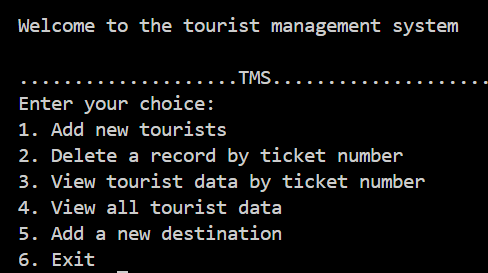 Welcome to the tourist management system
....................TMS....................
Enter your choice:
1. Add new tourists
2. Delete a record by ticket number
3. View tourist data by ticket number
4. View all tourist data
5. Add a new destination
6. Exit